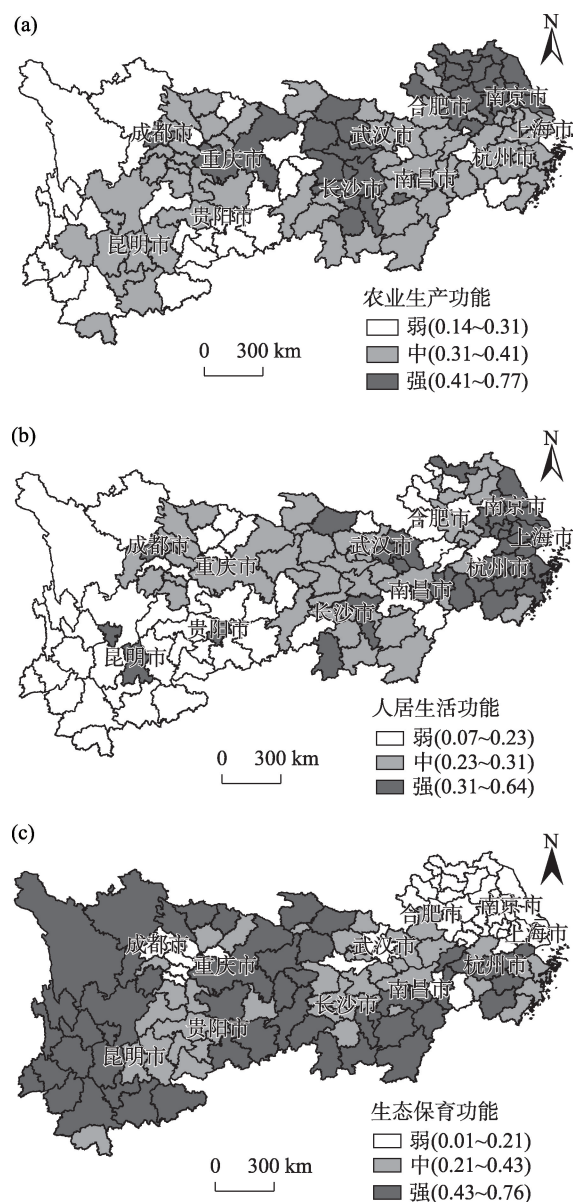 (a)
N
合肥市
南京市
成都市
上海市
武汉市
重庆市
杭州市
长沙市
南昌市
贵阳市
昆明市
农业生产功能
弱(0.14~0.31)
0 300 km
中(0.31~0.41)
强(0.41~0.77)
(b)
N
南京市
合肥市
上海市
成都市
武汉市
重庆市
杭州市
南昌市
长沙市
贵阳市
昆明市
人居生活功能
弱(0.07~0.23)
0 300 km
中(0.23~0.31)
强(0.31~0.64)
(c)
N
合肥市
南京市
上海市
成都市
武汉市
重庆市
杭州市
南昌市
长沙市
贵阳市
昆明市
生态保育功能
弱(0.01~0.21)
0 300 km
中(0.21~0.43)
强(0.43~0.76)